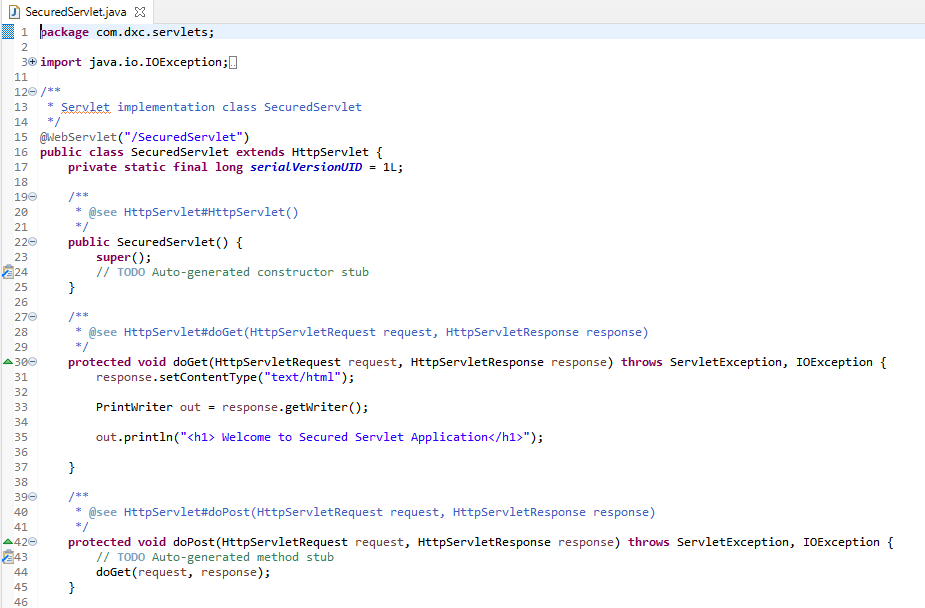 SecuredServlet.java
1 package com.dxc.servlets;
2
3 import java.io.IOException;
11
12 /**
13  * Servlet implementation class SecuredServlet
14  */
15 @WebServlet("/SecuredServlet")
16 public class SecuredServlet extends HttpServlet {
17     private static final long serialVersionUID = 1L;
18
19     /**
20      * @see HttpServlet#HttpServlet()
21      */
22     public SecuredServlet() {
23         super();
24         // TODO Auto-generated constructor stub
25     }
26
27     /**
28      * @see HttpServlet#doGet(HttpServletRequest request, HttpServletResponse response)
29      */
30     protected void doGet(HttpServletRequest request, HttpServletResponse response) throws ServletException, IOException {
31         response.setContentType("text/html");
32
33         PrintWriter out = response.getWriter();
34
35         out.println("<h1> Welcome to Secured Servlet Application</h1>");
36
37     }
38
39     /**
40      * @see HttpServlet#doPost(HttpServletRequest request, HttpServletResponse response)
41      */
42     protected void doPost(HttpServletRequest request, HttpServletResponse response) throws ServletException, IOException {
43         // TODO Auto-generated method stub
44         doGet(request, response);
45     }
46